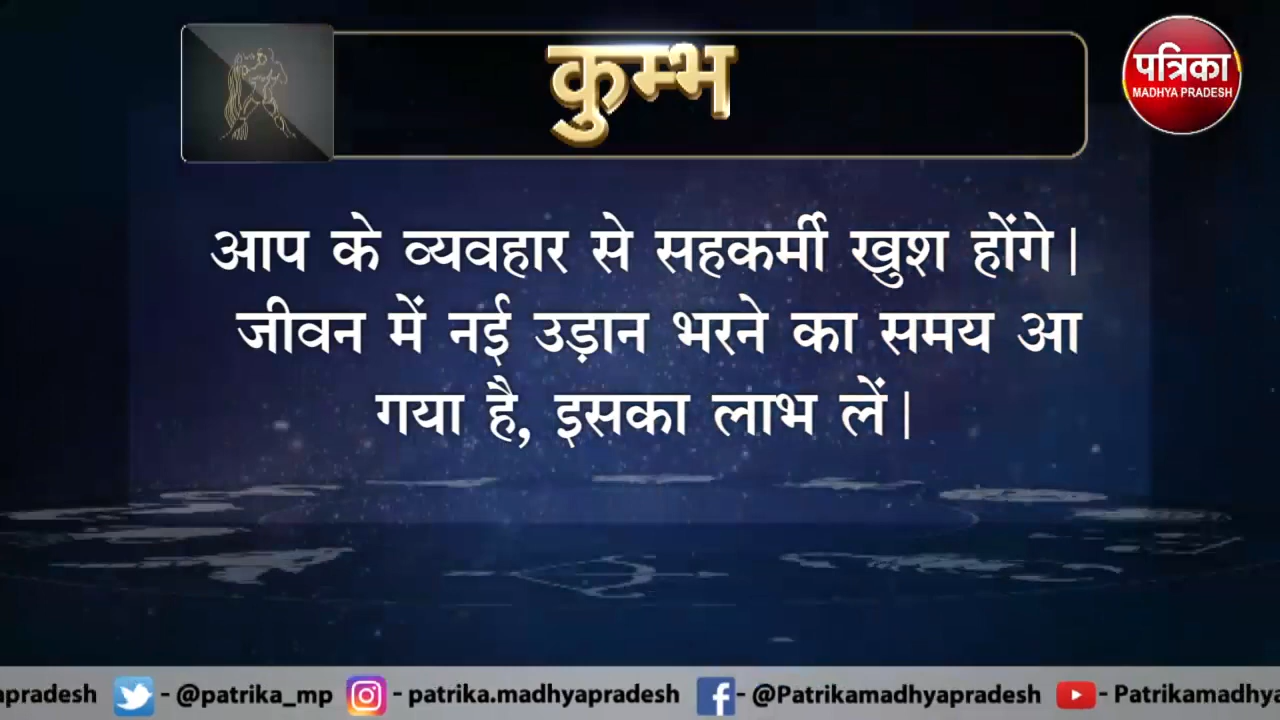 कुम्भ
पत्रिका
MADHYA PRADESH
आप के व्यवहार से सहकर्मी खुश होंगे।
जीवन में नई उड़ान भरने का समय आ
गया है, इसका लाभ लें।
apradesh - @patrika_mp - patrika.madhyapradesh - @Patrikamadhyapradesh - Patrikamadhya